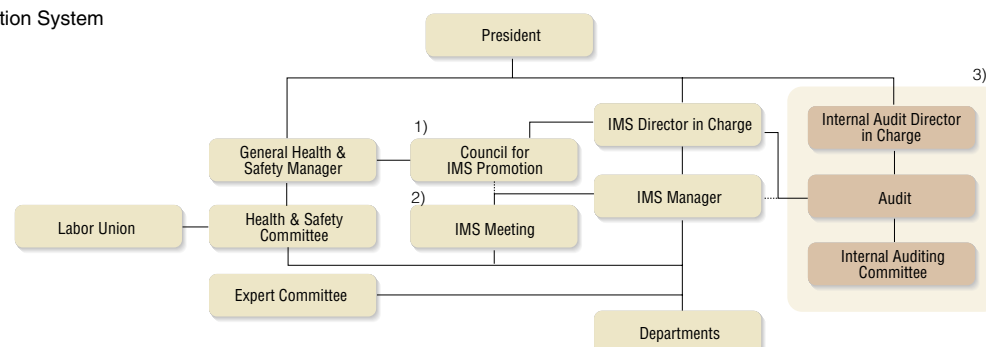 tion System
President
3)
IMS Director in Charge
Internal Audit Director
in Charge
1)
General Health &
Safety Manager
Council for
IMS Promotion
2)
IMS Manager
Audit
Labor Union
Health & Safety
Committee
IMS Meeting
Internal Auditing
Committee
Expert Committee
Departments